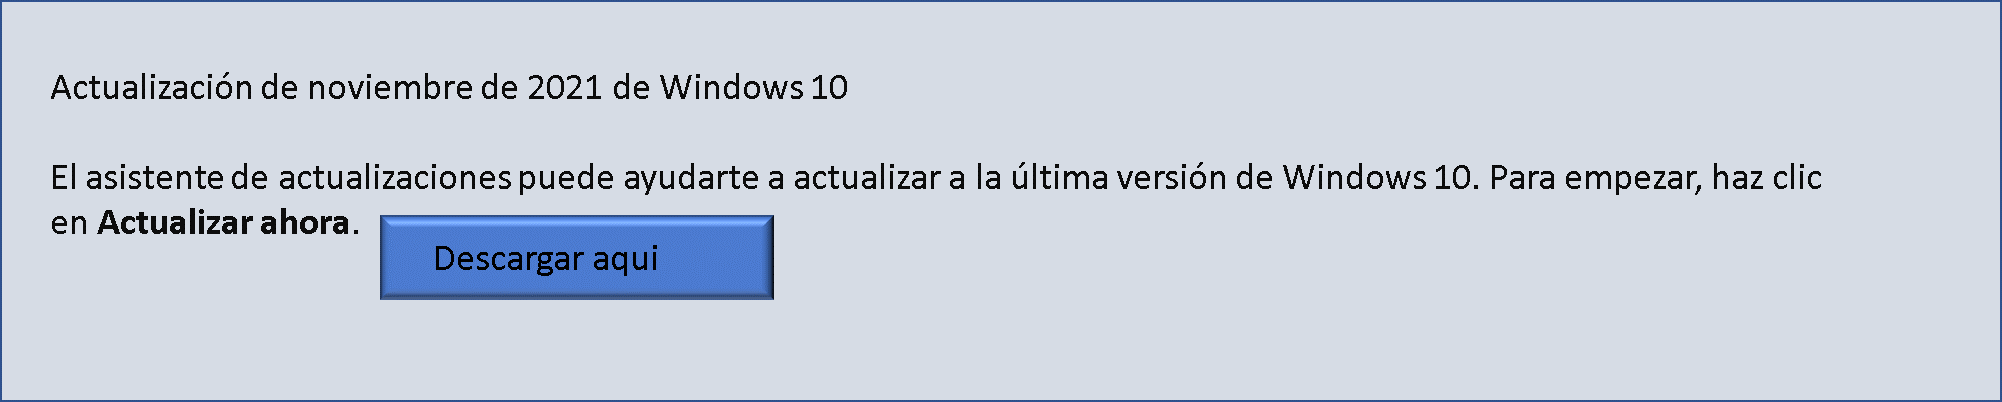 Actualización de noviembre de 2021 de Windows 10
El asistente de actualizaciones puede ayudarte a actualizar a la última versión de Windows 10. Para empezar, haz clic
en Actualizar ahora.
Descargar aqui